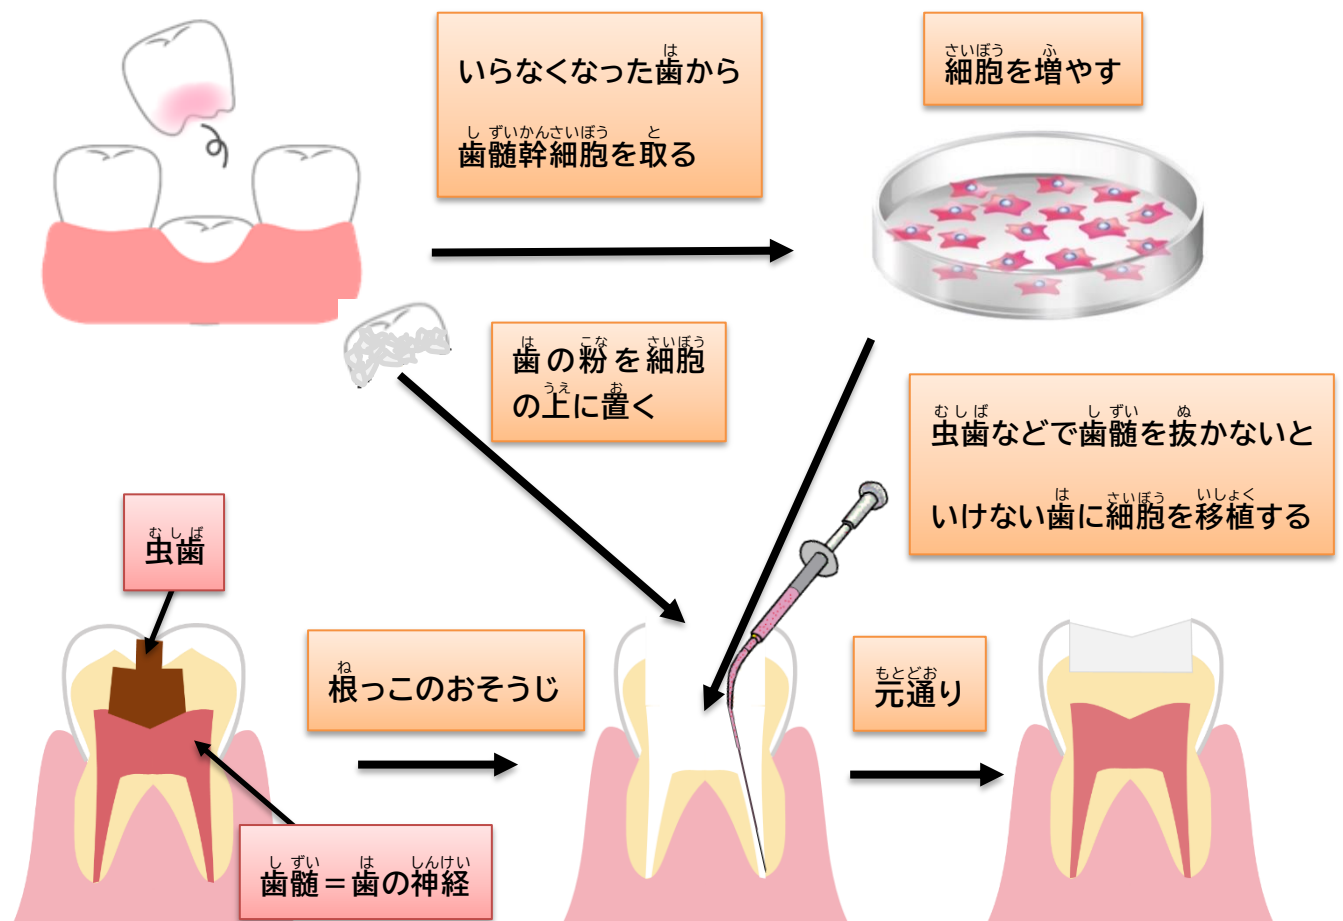 いらなくなった歯から
歯髄幹細胞を取る
細胞を増やす
歯の粉を細胞
の上に置く
虫歯などで歯髄を抜かないと
いけない歯に細胞を移植する
虫歯
根っこのおそうじ
元通り
歯髄=歯の神経